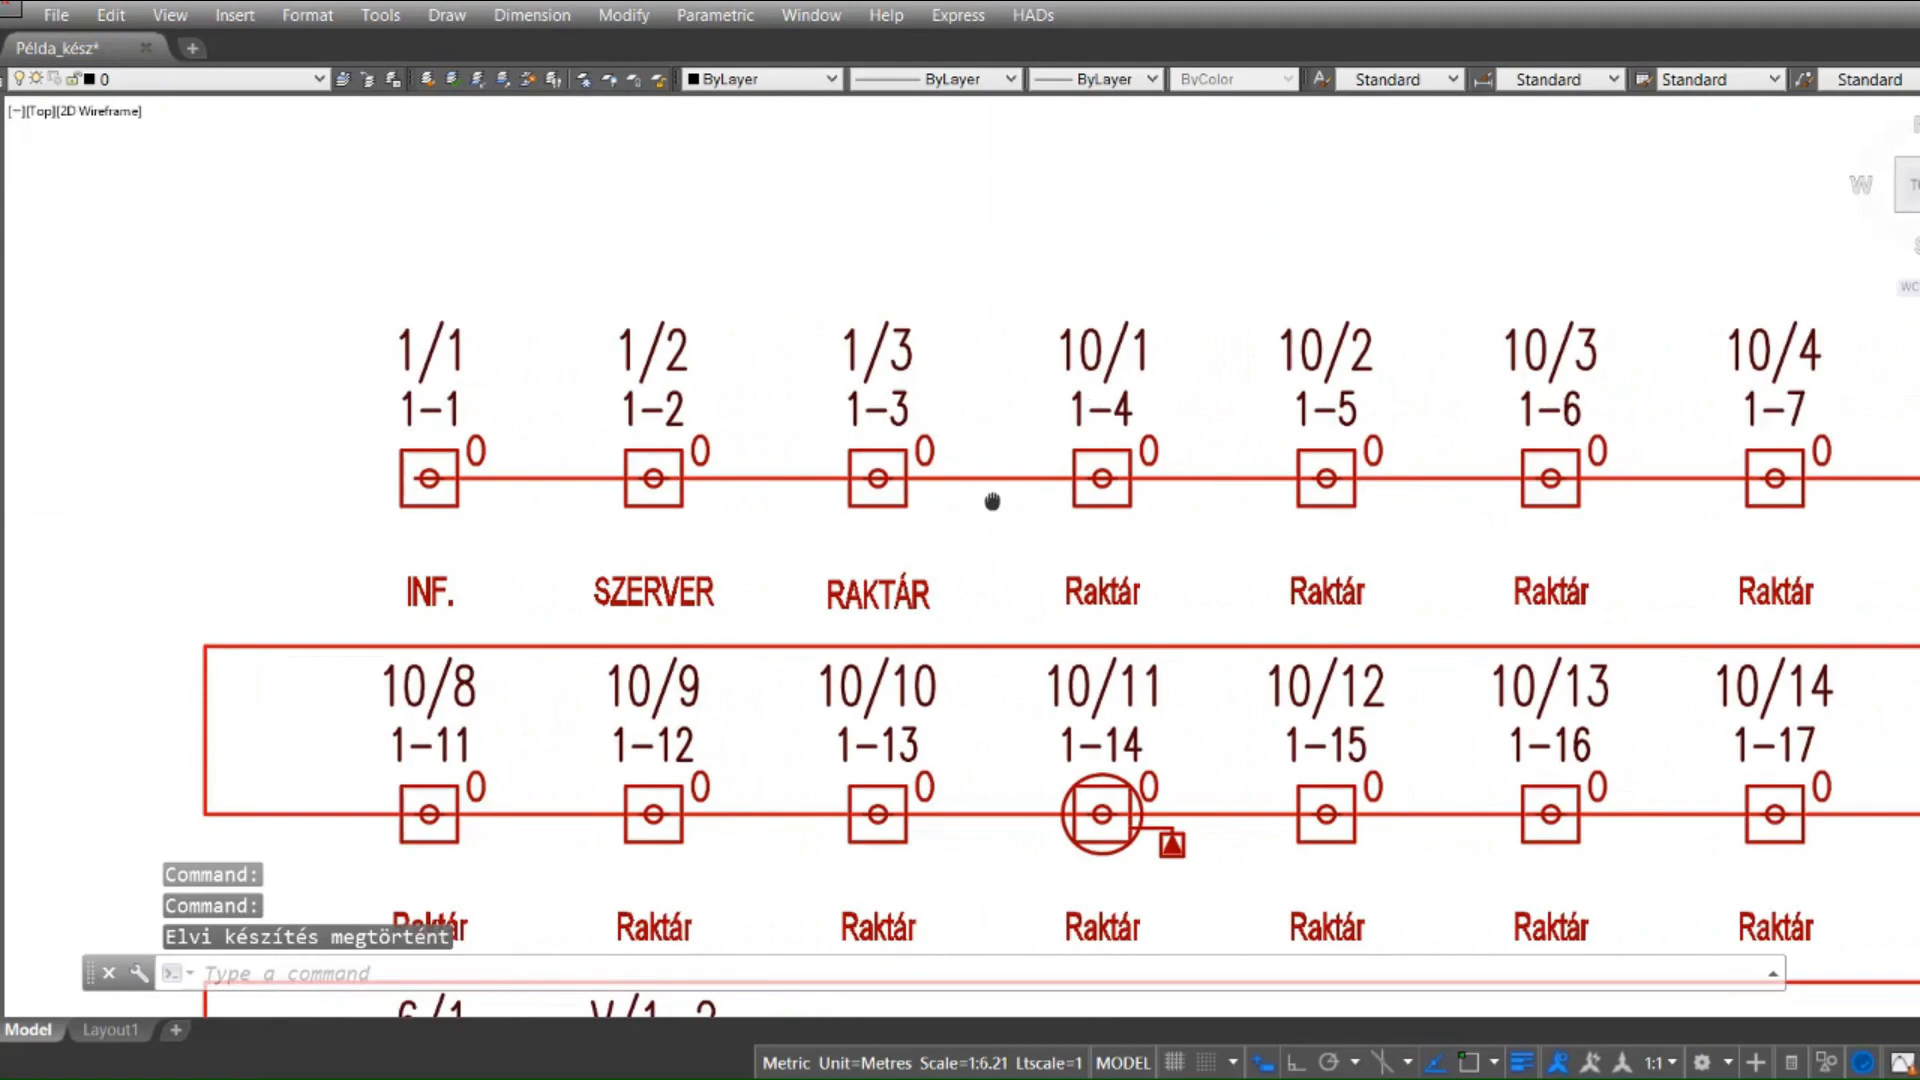 File Edit View Insert Format Tools Draw Dimension Modify Parametric Window Help Express HADs
Példa_kész*
0 ByLayer ByLayer ByLayer ByColor Standard Standard Standard Standard
[−][Top][2D Wireframe]
W
1/1 1/2 1/3 10/1 10/2 10/3 10/4
1-1 1-2 1-3 1-4 1-5 1-6 1-7
0 0 0 0 0 0 0
INF. SZERVER RAKTÁR Raktár Raktár Raktár Raktár
10/8 10/9 10/10 10/11 10/12 10/13 10/14
1-11 1-12 1-13 1-14 1-15 1-16 1-17
0 0 0 0 0 0 0
Raktár Raktár Raktár Raktár Raktár Raktár Raktár
Command:
Command:
Elvi készítés megtörtént
Type a command
Model Layout1
Metric Unit=Metres Scale=1:6.21 Ltscale=1 MODEL 1:1